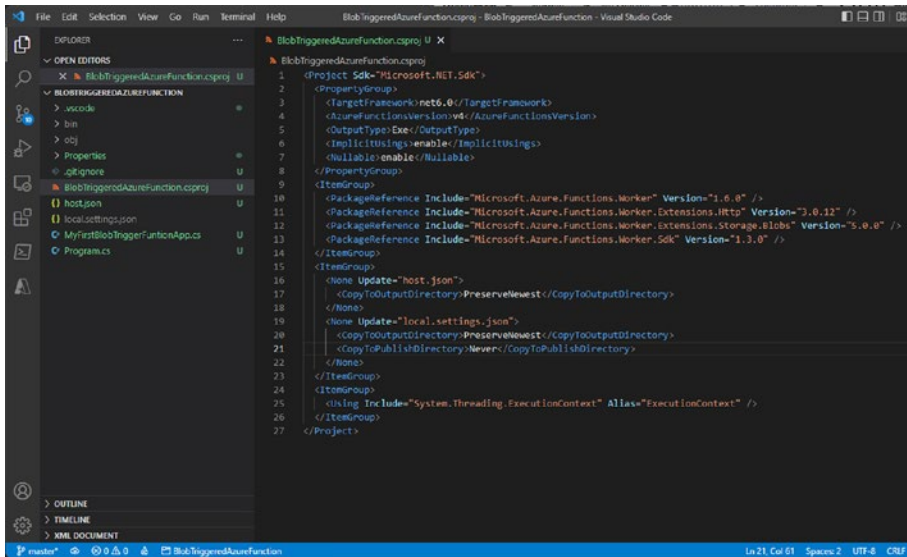 File Edit Selection View Go Run Terminal Help BlobTriggeredAzureFunction.csproj - BlobTriggeredAzureFunction - Visual Studio Code
EXPLORER ...
OPEN EDITORS
BlobTriggeredAzureFunction.csproj U
BLOBTRIGGEREDAZUREFUNCTION
.vscode
bin
obj
Properties
.gitignore U
BlobTriggeredAzureFunction.csproj U
host.json U
local.settings.json
MyFirstBlobTriggerFuntionApp.cs U
Program.cs U
OUTLINE
TIMELINE
XML DOCUMENT
BlobTriggeredAzureFunction.csproj U X
BlobTriggeredAzureFunction.csproj
1 <Project Sdk="Microsoft.NET.Sdk">
2 <PropertyGroup>
3 <TargetFramework>net6.0</TargetFramework>
4 <AzureFunctionsVersion>v4</AzureFunctionsVersion>
5 <OutputType>Exe</OutputType>
6 <ImplicitUsings>enable</ImplicitUsings>
7 <Nullable>enable</Nullable>
8 </PropertyGroup>
9 <ItemGroup>
10 <PackageReference Include="Microsoft.Azure.Functions.Worker" Version="1.6.0" />
11 <PackageReference Include="Microsoft.Azure.Functions.Worker.Extensions.Http" Version="3.0.12" />
12 <PackageReference Include="Microsoft.Azure.Functions.Worker.Extensions.Storage.Blobs" Version="5.0.0" />
13 <PackageReference Include="Microsoft.Azure.Functions.Worker.Sdk" Version="1.3.0" />
14 </ItemGroup>
15 <ItemGroup>
16 <None Update="host.json">
17 <CopyToOutputDirectory>PreserveNewest</CopyToOutputDirectory>
18 </None>
19 <None Update="local.settings.json">
20 <CopyToOutputDirectory>PreserveNewest</CopyToOutputDirectory>
21 <CopyToPublishDirectory>Never</CopyToPublishDirectory>
22 </None>
23 </ItemGroup>
24 <ItemGroup>
25 <Using Include="System.Threading.ExecutionContext" Alias="ExecutionContext" />
26 </ItemGroup>
27 </Project>
master* 0 0 BlobTriggeredAzureFunction Ln 21, Col 61 Spaces: 2 UTF-8 CRLF